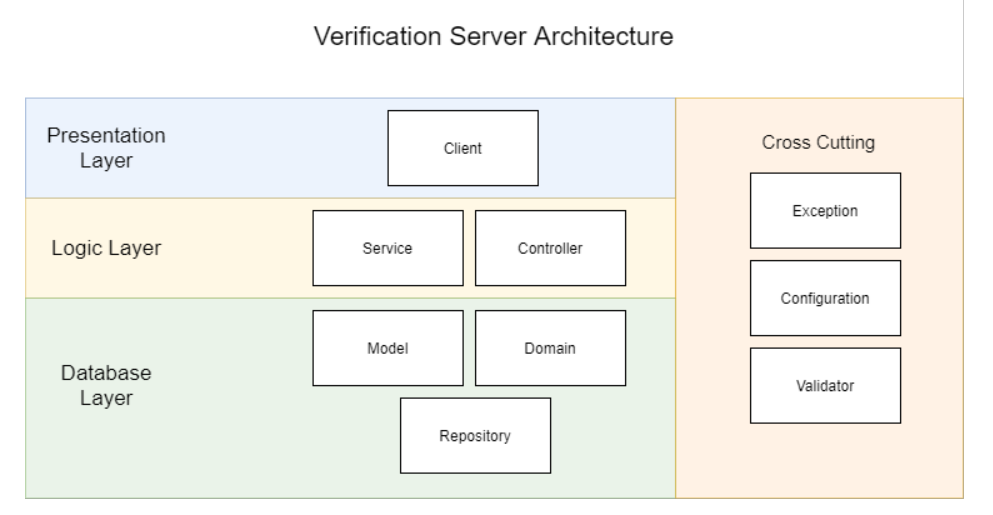 Verification Server Architecture
Presentation
Layer
Client
Logic Layer
Service
Controller
Database
Layer
Model
Domain
Repository
Cross Cutting
Exception
Configuration
Validator